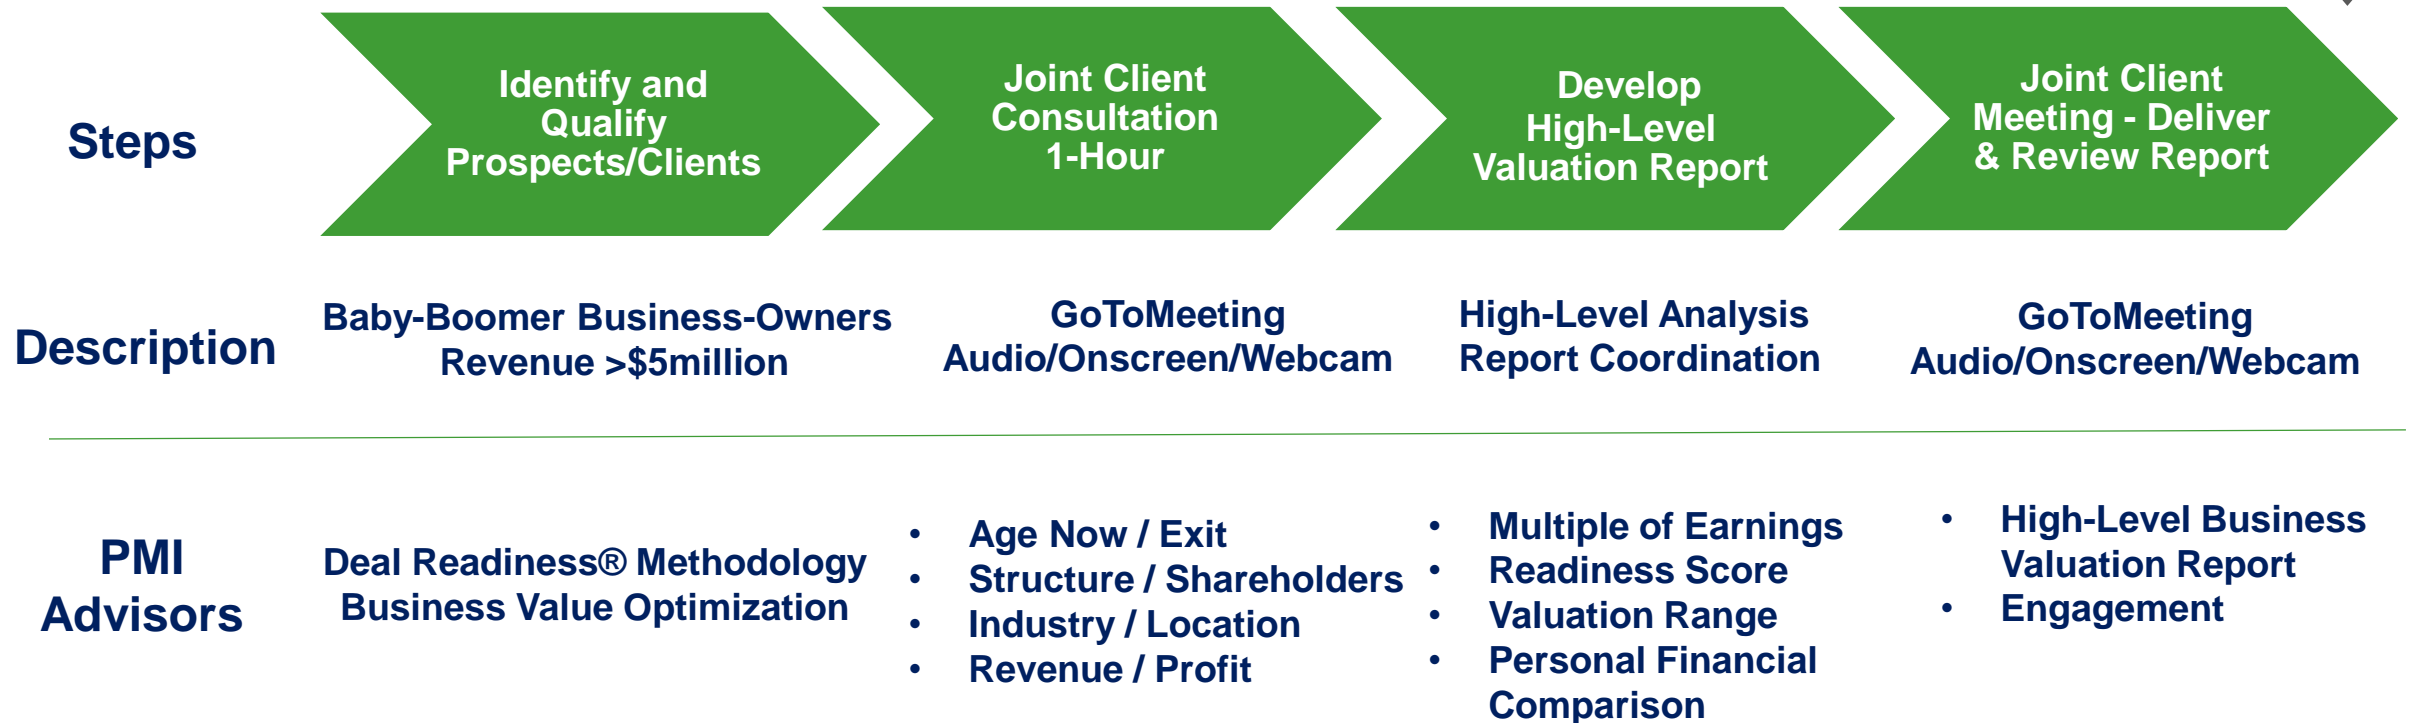 Steps
Identify and
Qualify
Prospects/Clients
Joint Client
Consultation
1-Hour
Develop
High-Level
Valuation Report
Joint Client
Meeting - Deliver
& Review Report
Description
Baby-Boomer Business-Owners
Revenue >$5million
GoToMeeting
Audio/Onscreen/Webcam
High-Level Analysis
Report Coordination
GoToMeeting
Audio/Onscreen/Webcam
PMI
Advisors
Deal Readiness® Methodology
Business Value Optimization
• Age Now / Exit
• Structure / Shareholders
• Industry / Location
• Revenue / Profit
• Multiple of Earnings
• Readiness Score
• Valuation Range
• Personal Financial
Comparison
• High-Level Business
Valuation Report
• Engagement